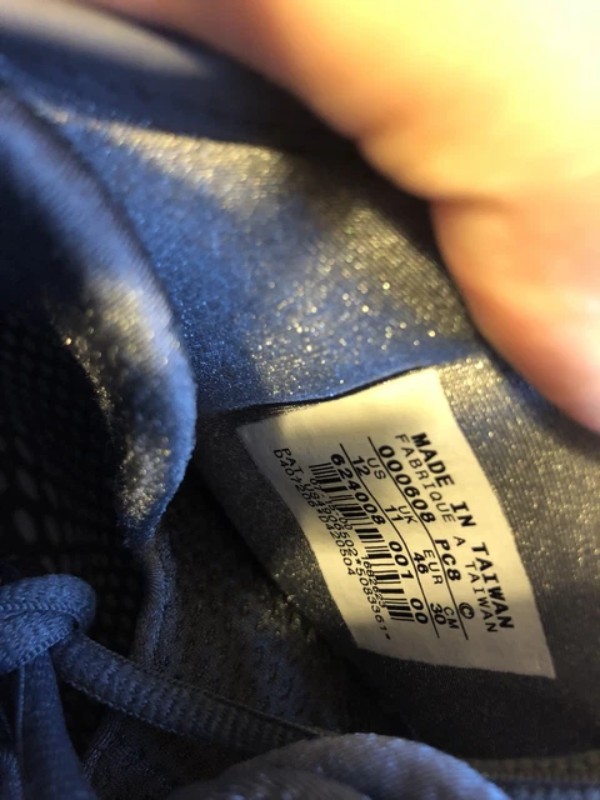 MADE IN TAIWAN
FABRIQUE A TAIWAN
000608 PC8 ©
US UK EUR CM
12 11 46 30
624008 001 00